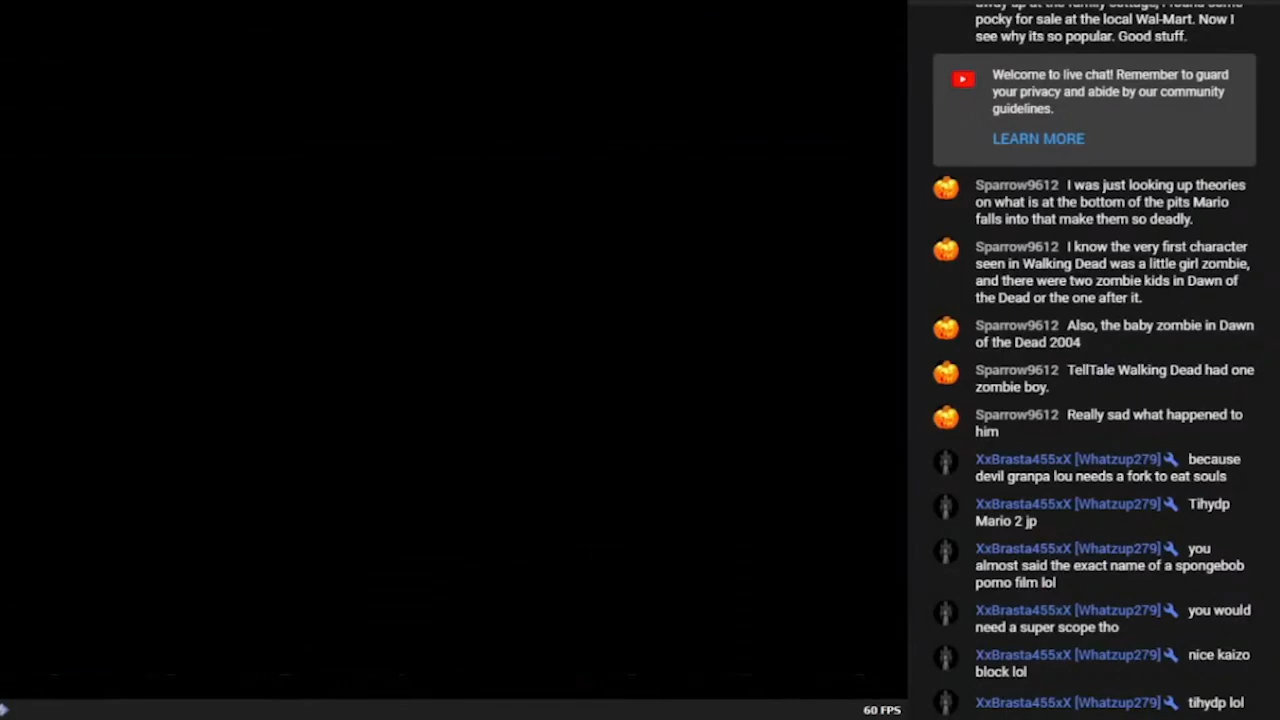 away up at the family cottage, I found some
pocky for sale at the local Wal-Mart. Now I
see why its so popular. Good stuff.
Welcome to live chat! Remember to guard
your privacy and abide by our community
guidelines.
LEARN MORE
Sparrow9612 I was just looking up theories
on what is at the bottom of the pits Mario
falls into that make them so deadly.
Sparrow9612 I know the very first character
seen in Walking Dead was a little girl zombie,
and there were two zombie kids in Dawn of
the Dead or the one after it.
Sparrow9612 Also, the baby zombie in Dawn
of the Dead 2004
Sparrow9612 TellTale Walking Dead had one
zombie boy.
Sparrow9612 Really sad what happened to
him
XxBrasta455xX [Whatzup279] because
devil granpa lou needs a fork to eat souls
XxBrasta455xX [Whatzup279] Tihydp
Mario 2 jp
XxBrasta455xX [Whatzup279] you
almost said the exact name of a spongebob
porno film lol
XxBrasta455xX [Whatzup279] you would
need a super scope tho
XxBrasta455xX [Whatzup279] nice kaizo
block lol
XxBrasta455xX [Whatzup279] tihydp lol
60 FPS